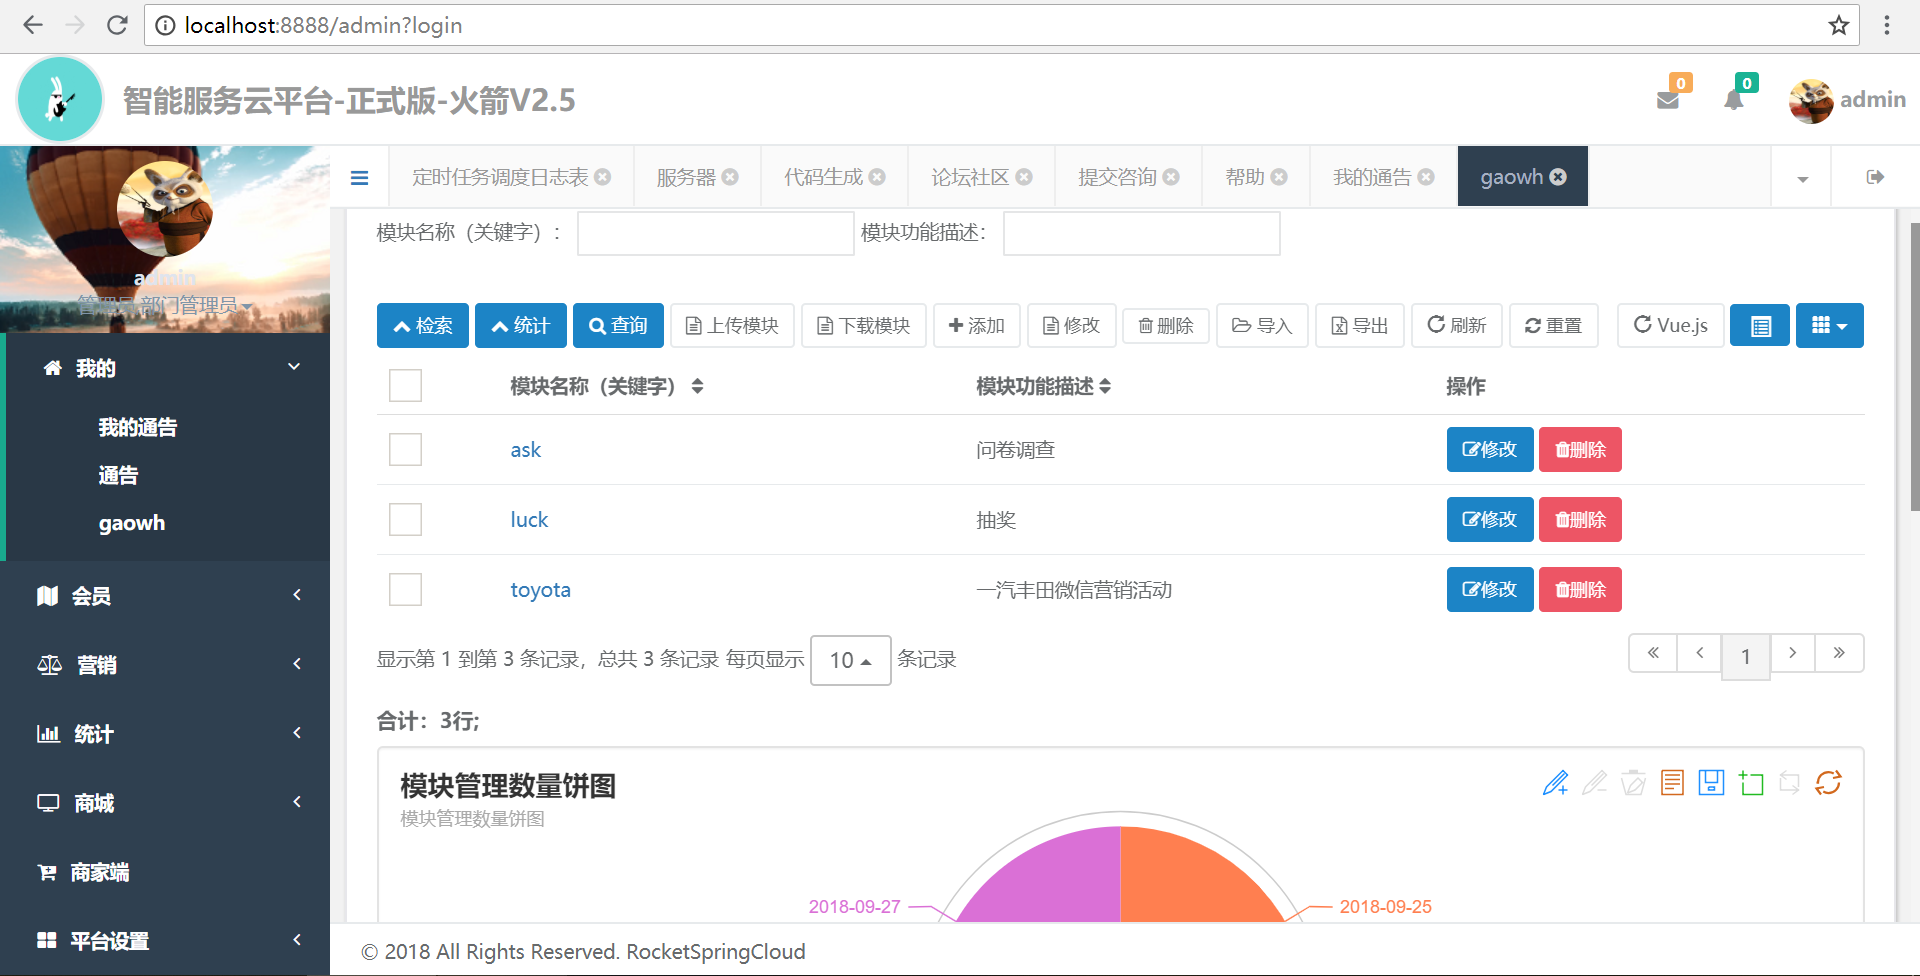 localhost:8888/admin?login
智能服务云平台-正式版-火箭V2.5
0
0
admin
admin
管理员 部门管理员
定时任务调度日志表
服务器
代码生成
论坛社区
提交咨询
帮助
我的通告
gaowh
我的
我的通告
通告
gaowh
会员
营销
统计
商城
商家端
平台设置
模块名称（关键字）：
模块功能描述：
检索
统计
查询
上传模块
下载模块
添加
修改
删除
导入
导出
刷新
重置
Vue.js
模块名称（关键字） 模块功能描述 操作
ask 问卷调查 修改 删除
luck 抽奖 修改 删除
toyota 一汽丰田微信营销活动 修改 删除
显示第 1 到第 3 条记录，总共 3 条记录 每页显示 10 条记录
« ‹ 1 › »
合计：3行;
模块管理数量饼图
模块管理数量饼图
2018-09-27
2018-09-25
© 2018 All Rights Reserved. RocketSpringCloud